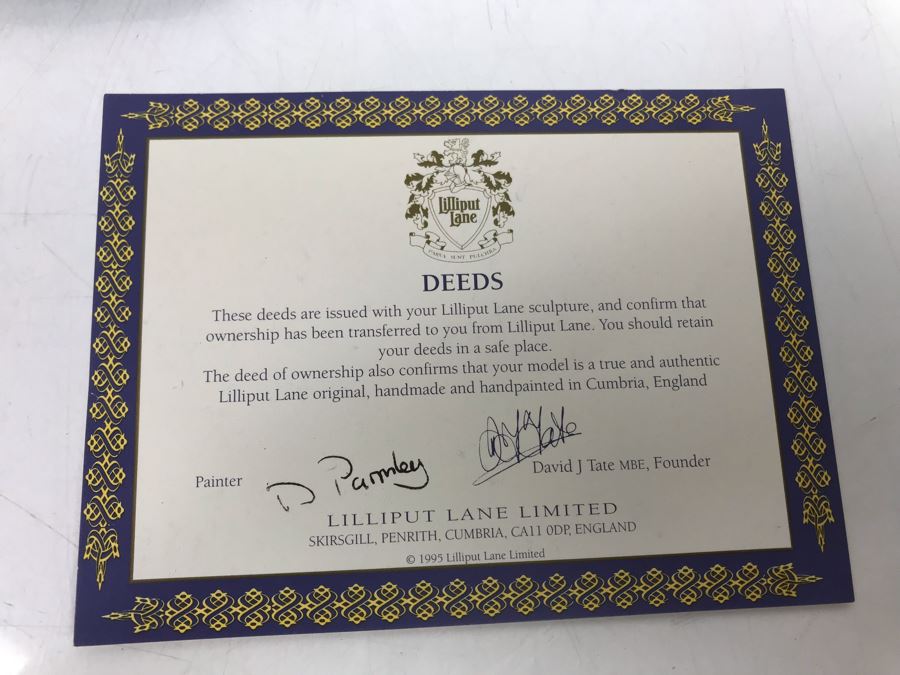 Lilliput
Lane
PARVA SUNT PULCHRA
DEEDS
These deeds are issued with your Lilliput Lane sculpture, and confirm that
ownership has been transferred to you from Lilliput Lane. You should retain
your deeds in a safe place.
The deed of ownership also confirms that your model is a true and authentic
Lilliput Lane original, handmade and handpainted in Cumbria, England
Painter D Parmley
David J Tate MBE, Founder
LILLIPUT LANE LIMITED
SKIRSGILL, PENRITH, CUMBRIA, CA11 0DP, ENGLAND
© 1995 Lilliput Lane Limited